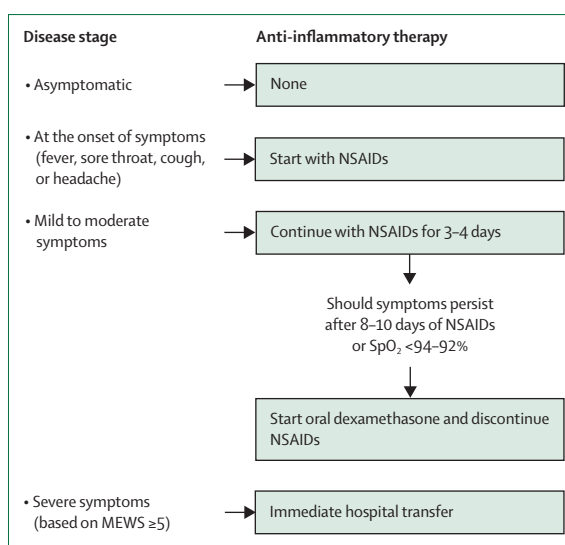 Disease stage
Anti-inflammatory therapy
• Asymptomatic
None
• At the onset of symptoms
(fever, sore throat, cough,
or headache)
Start with NSAIDs
• Mild to moderate
symptoms
Continue with NSAIDs for 3–4 days
Should symptoms persist
after 8–10 days of NSAIDs
or SpO₂ <94–92%
Start oral dexamethasone and discontinue
NSAIDs
• Severe symptoms
(based on MEWS ≥5)
Immediate hospital transfer